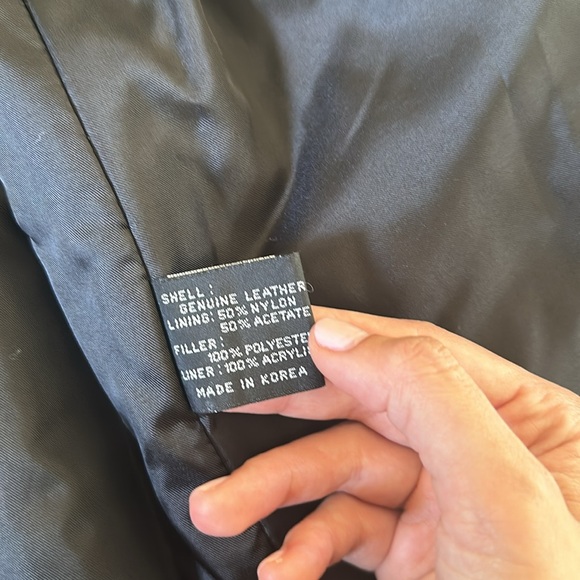 SHELL :
GENUINE LEATHER
LINING: 50% NYLON
50% ACETATE
FILLER :
100% POLYESTE
LINER : 100% ACRYLI
MADE IN KOREA